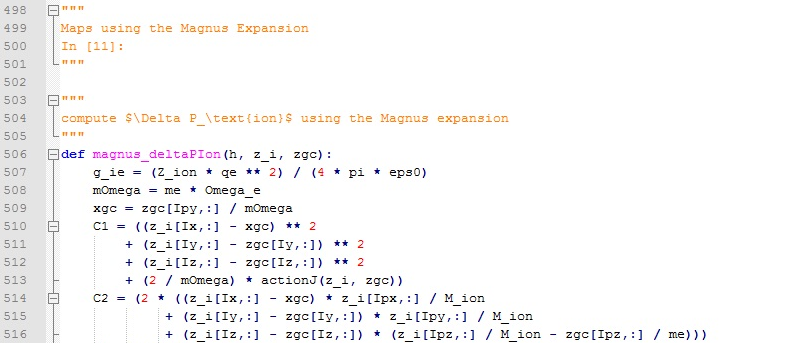 498 """
499 Maps using the Magnus Expansion
500 In [11]:
501 """
502
503 """
504 compute $\Delta P_\text{ion}$ using the Magnus expansion
505 """
506 def magnus_deltaPIon(h, z_i, zgc):
507     g_ie = (Z_ion * qe ** 2) / (4 * pi * eps0)
508     mOmega = me * Omega_e
509     xgc = zgc[Ipy,:] / mOmega
510     C1 = ((z_i[Ix,:] - xgc) ** 2
511         + (z_i[Iy,:] - zgc[Iy,:]) ** 2
512         + (z_i[Iz,:] - zgc[Iz,:]) ** 2
513         + (2 / mOmega) * actionJ(z_i, zgc))
514     C2 = (2 * ((z_i[Ix,:] - xgc) * z_i[Ipx,:] / M_ion
515              + (z_i[Iy,:] - zgc[Iy,:]) * z_i[Ipy,:] / M_ion
516              + (z_i[Iz,:] - zgc[Iz,:]) * (z_i[Ipz,:] / M_ion - zgc[Ipz,:] / me)))